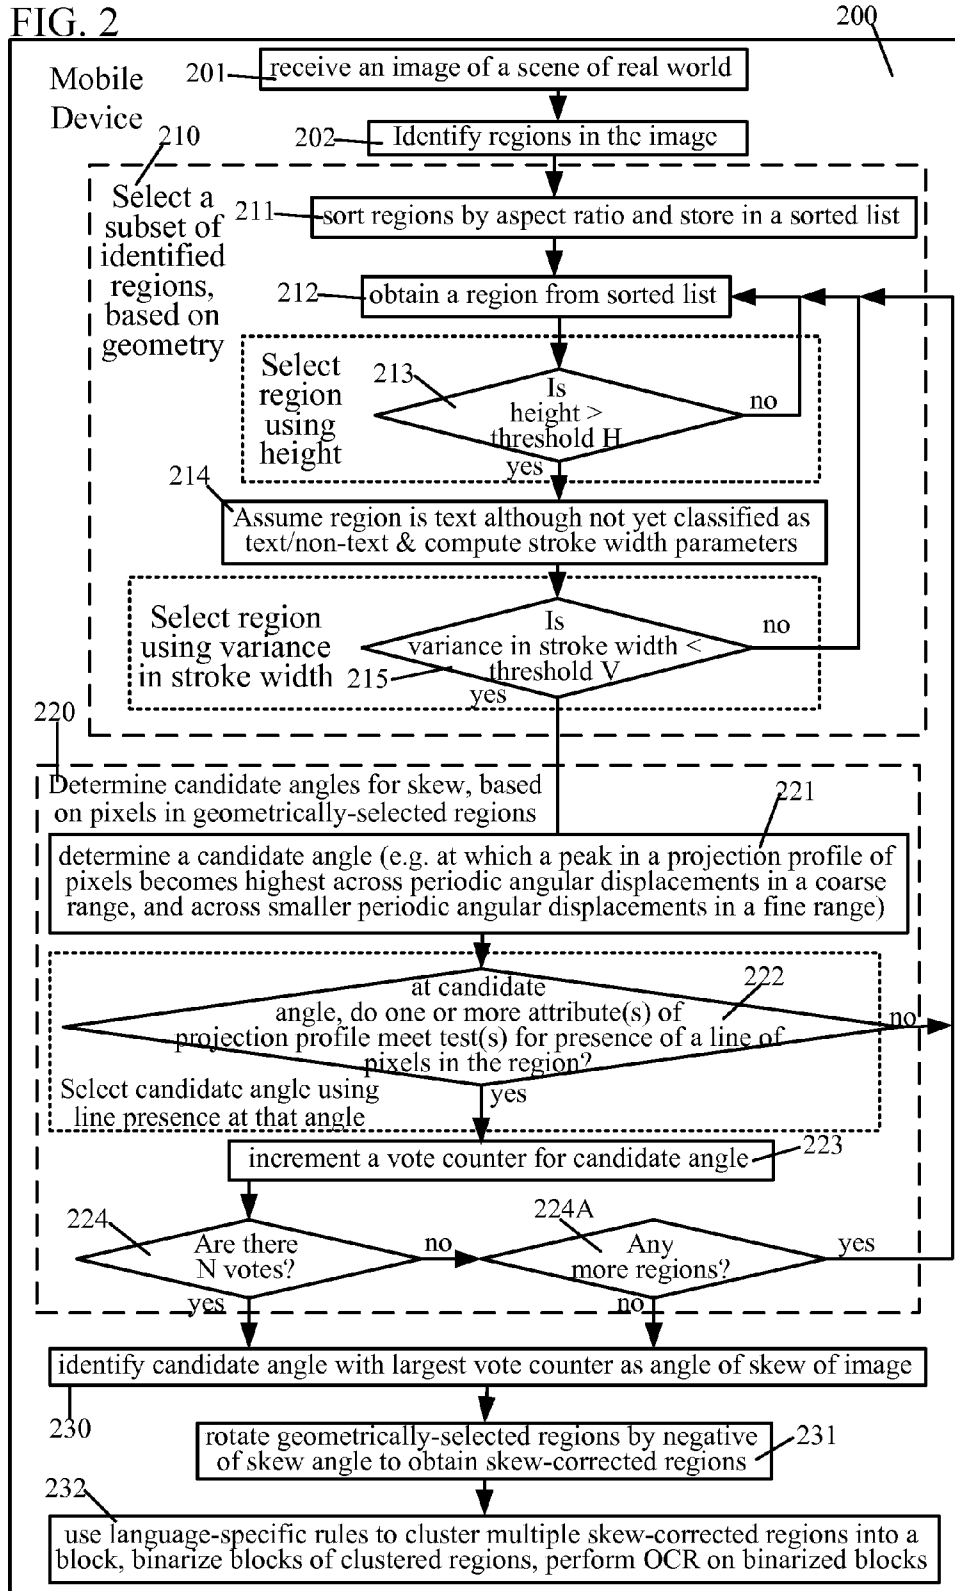 FIG. 2
200
Mobile
Device
201
receive an image of a scene of real world
202
Identify regions in the image
210
Select a
subset of
identified
regions,
based on
geometry
211
sort regions by aspect ratio and store in a sorted list
212
obtain a region from sorted list
Select
region
using
height
213
Is
height >
threshold H
no
yes
214
Assume region is text although not yet classified as
text/non-text & compute stroke width parameters
Select region
using variance
in stroke width
215
Is
variance in stroke width <
threshold V
no
yes
220
Determine candidate angles for skew, based
on pixels in geometrically-selected regions
221
determine a candidate angle (e.g. at which a peak in a projection profile of
pixels becomes highest across periodic angular displacements in a coarse
range, and across smaller periodic angular displacements in a fine range)
222
at candidate
angle, do one or more attribute(s) of
projection profile meet test(s) for presence of a line of
pixels in the region?
no
yes
Select candidate angle using
line presence at that angle
increment a vote counter for candidate angle
223
224
Are there
N votes?
no
yes
224A
Any
more regions?
yes
no
identify candidate angle with largest vote counter as angle of skew of image
230
rotate geometrically-selected regions by negative
of skew angle to obtain skew-corrected regions
231
232
use language-specific rules to cluster multiple skew-corrected regions into a
block, binarize blocks of clustered regions, perform OCR on binarized blocks